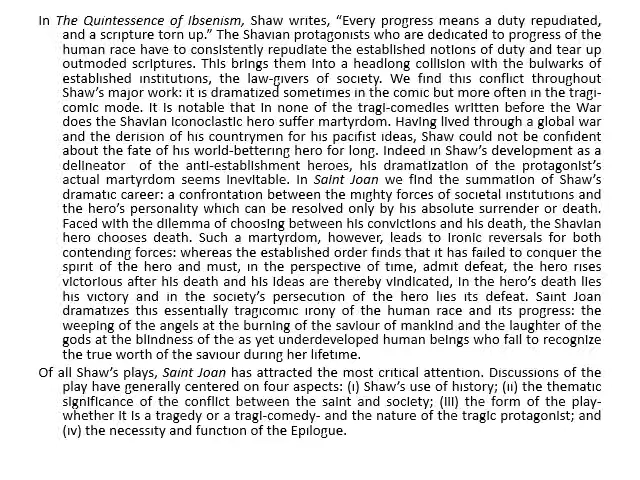 In The Quintessence of Ibsenism, Shaw writes, “Every progress means a duty repudiated,
and a scripture torn up.” The Shavian protagonists who are dedicated to progress of the
human race have to consistently repudiate the established notions of duty and tear up
outmoded scriptures. This brings them into a headlong collision with the bulwarks of
established institutions, the law-givers of society. We find this conflict throughout
Shaw’s major work: it is dramatized sometimes in the comic but more often in the tragi-
comic mode. It is notable that in none of the tragi-comedies written before the War
does the Shavian iconoclastic hero suffer martyrdom. Having lived through a global war
and the derision of his countrymen for his pacifist ideas, Shaw could not be confident
about the fate of his world-bettering hero for long. Indeed in Shaw’s development as a
delineator of the anti-establishment heroes, his dramatization of the protagonist’s
actual martyrdom seems inevitable. In Saint Joan we find the summation of Shaw’s
dramatic career: a confrontation between the mighty forces of societal institutions and
the hero’s personality which can be resolved only by his absolute surrender or death.
Faced with the dilemma of choosing between his convictions and his death, the Shavian
hero chooses death. Such a martyrdom, however, leads to ironic reversals for both
contending forces: whereas the established order finds that it has failed to conquer the
spirit of the hero and must, in the perspective of time, admit defeat, the hero rises
victorious after his death and his ideas are thereby vindicated, in the hero’s death lies
his victory and in the society’s persecution of the hero lies its defeat. Saint Joan
dramatizes this essentially tragicomic irony of the human race and its progress: the
weeping of the angels at the burning of the saviour of mankind and the laughter of the
gods at the blindness of the as yet underdeveloped human beings who fail to recognize
the true worth of the saviour during her lifetime.
Of all Shaw’s plays, Saint Joan has attracted the most critical attention. Discussions of the
play have generally centered on four aspects: (i) Shaw’s use of history; (ii) the thematic
significance of the conflict between the saint and society; (iii) the form of the play-
whether it is a tragedy or a tragi-comedy- and the nature of the tragic protagonist; and
(iv) the necessity and function of the Epilogue.